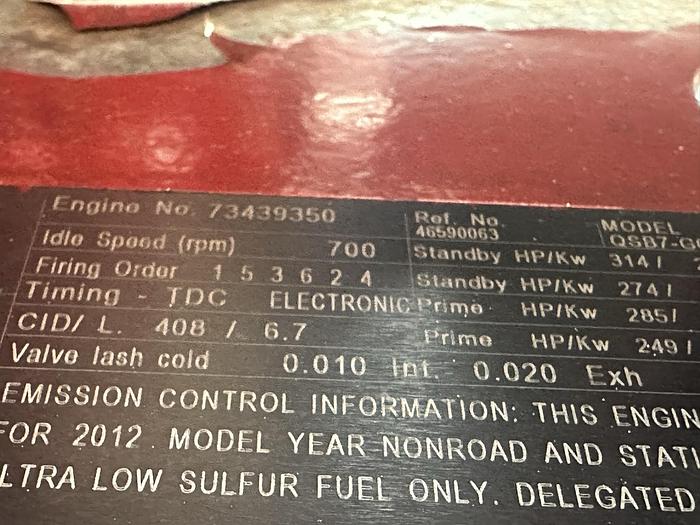 Engine No. 73439350
Idle Speed (rpm) 700
Firing Order 1 5 3 6 2 4
Timing - TDC ELECTRONIC
CID/ L. 408 / 6.7
Valve lash cold 0.010 Int. 0.020 Exh
Ref. No. 46590063
MODEL QSB7-G
Standby HP/Kw 314 /
Standby HP/Kw 274 /
Prime HP/Kw 285/
Prime HP/Kw 249 /
EMISSION CONTROL INFORMATION: THIS ENGIN
FOR 2012 MODEL YEAR NONROAD AND STATI
LTRA LOW SULFUR FUEL ONLY. DELEGATED